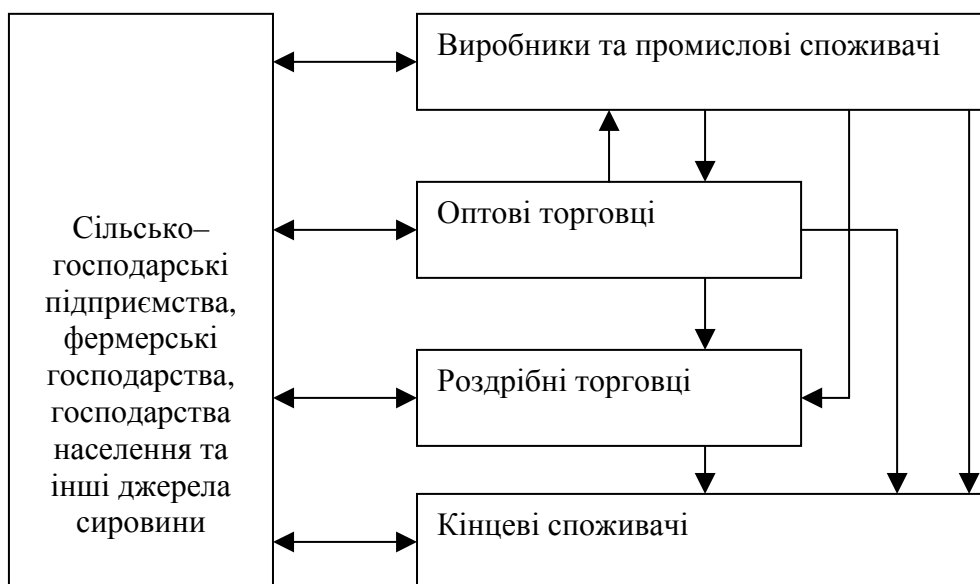 Виробники та промислові споживачі
Оптові торговці
Сільсько–
господарські
підприємства,
фермерські
господарства,
господарства
населення та
інші джерела
сировини
Роздрібні торговці
Кінцеві споживачі